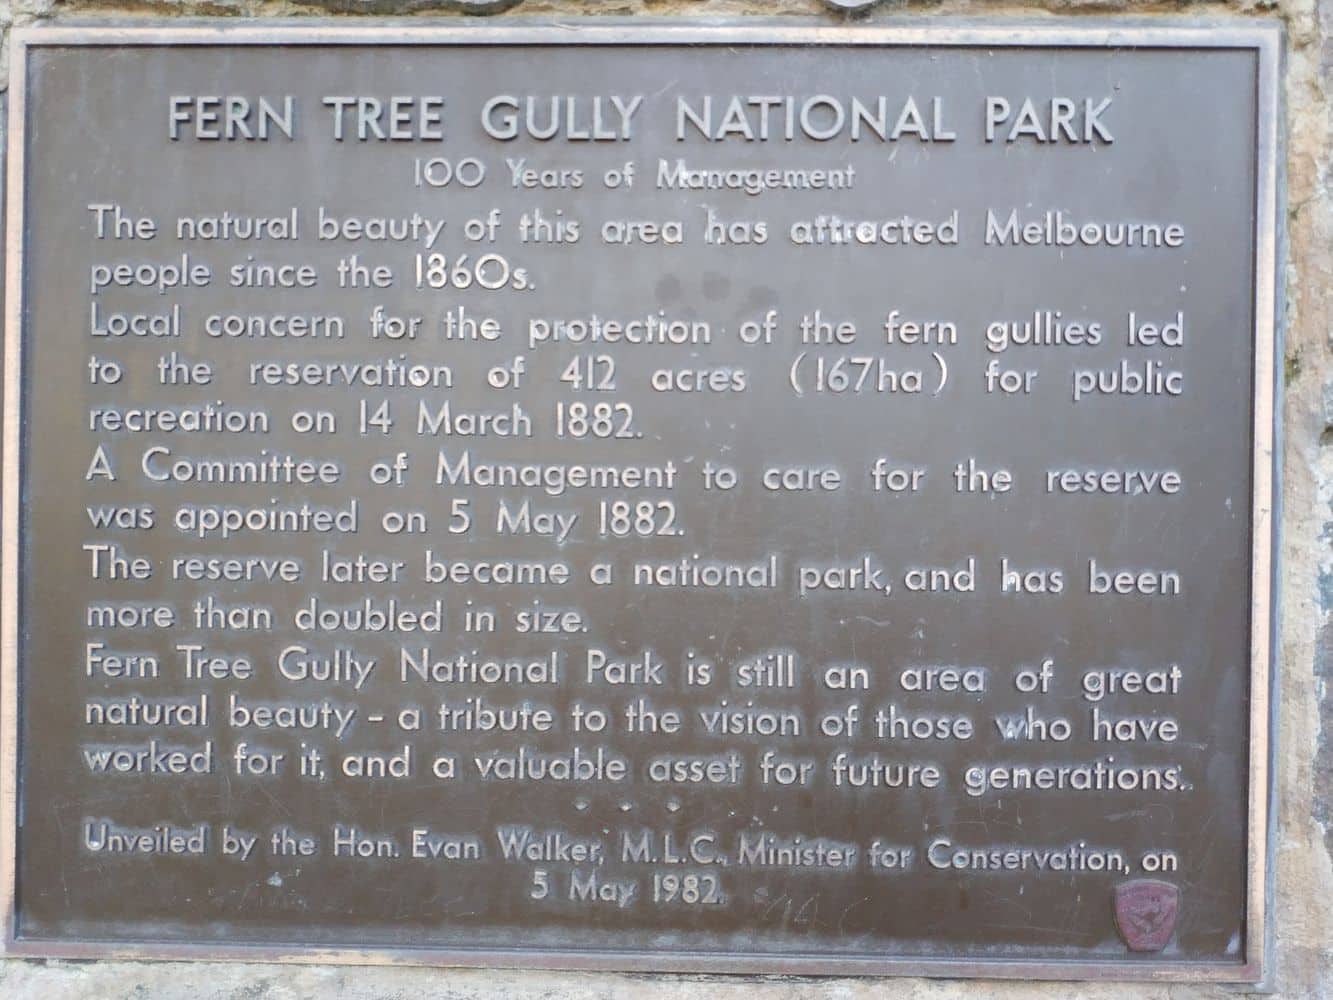 FERN TREE GULLY NATIONAL PARK
100 Years of Management
The natural beauty of this area has attracted Melbourne
people since the 1860s.
Local concern for the protection of the fern gullies led
to the reservation of 412 acres (167ha) for public
recreation on 14 March 1882.
A Committee of Management to care for the reserve
was appointed on 5 May 1882.
The reserve later became a national park, and has been
more than doubled in size.
Fern Tree Gully National Park is still an area of great
natural beauty - a tribute to the vision of those who have
worked for it, and a valuable asset for future generations.
Unveiled by the Hon. Evan Walker, M.L.C., Minister for Conservation, on
5 May 1982.